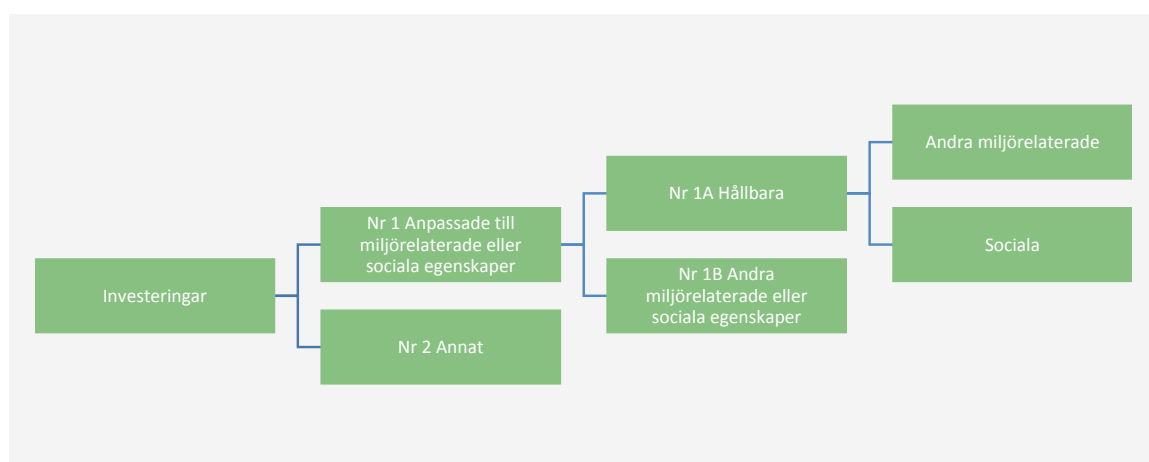 Investeringar
Nr 1 Anpassade till
miljörelaterade eller
sociala egenskaper
Nr 2 Annat
Nr 1A Hållbara
Nr 1B Andra
miljörelaterade eller
sociala egenskaper
Andra miljörelaterade
Sociala